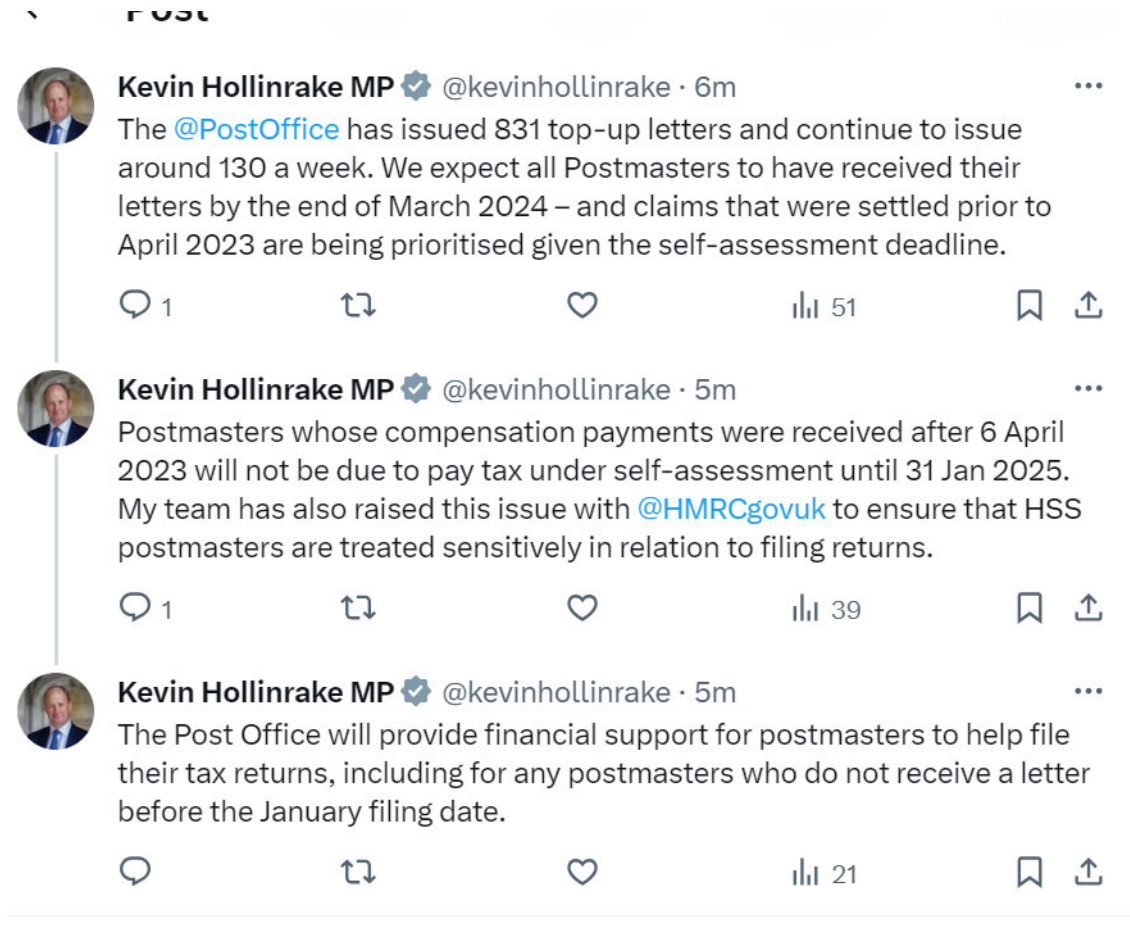 Post
Kevin Hollinrake MP @kevinhollinrake · 6m
The @PostOffice has issued 831 top-up letters and continue to issue
around 130 a week. We expect all Postmasters to have received their
letters by the end of March 2024 – and claims that were settled prior to
April 2023 are being prioritised given the self-assessment deadline.
1 51
Kevin Hollinrake MP @kevinhollinrake · 5m
Postmasters whose compensation payments were received after 6 April
2023 will not be due to pay tax under self-assessment until 31 Jan 2025.
My team has also raised this issue with @HMRCgovuk to ensure that HSS
postmasters are treated sensitively in relation to filing returns.
1 39
Kevin Hollinrake MP @kevinhollinrake · 5m
The Post Office will provide financial support for postmasters to help file
their tax returns, including for any postmasters who do not receive a letter
before the January filing date.
21